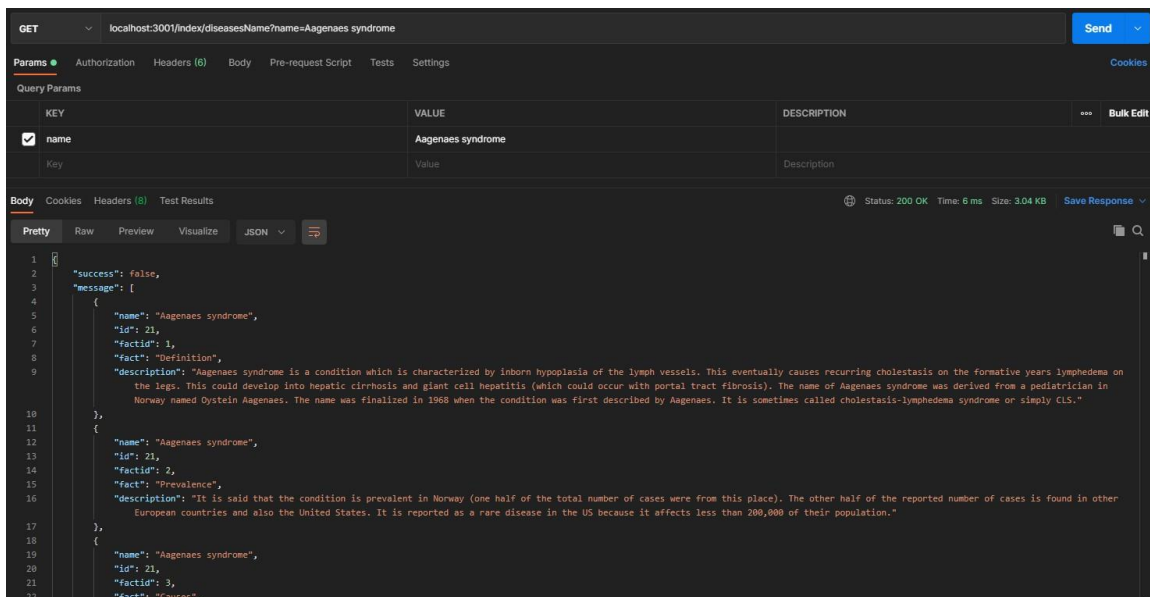 GET localhost:3001/index/diseasesName?name=Aagenaes syndrome Send
Params Authorization Headers (6) Body Pre-request Script Tests Settings Cookies
Query Params
KEY VALUE DESCRIPTION ooo Bulk Edit
name Aagenaes syndrome
Key Value Description
Body Cookies Headers (8) Test Results Status: 200 OK Time: 6 ms Size: 3.04 KB Save Response
Pretty Raw Preview Visualize JSON
1 {
2 "success": false,
3 "message": [
4 {
5 "name": "Aagenaes syndrome",
6 "id": 21,
7 "factid": 1,
8 "fact": "Definition",
9 "description": "Aagenaes syndrome is a condition which is characterized by inborn hypoplasia of the lymph vessels. This eventually causes recurring cholestasis on the formative years lymphedema on
the legs. This could develop into hepatic cirrhosis and giant cell hepatitis (which could occur with portal tract fibrosis). The name of Aagenaes syndrome was derived from a pediatrician in
Norway named Oystein Aagenaes. The name was finalized in 1968 when the condition was first described by Aagenaes. It is sometimes called cholestasis-lymphedema syndrome or simply CLS."
10 },
11 {
12 "name": "Aagenaes syndrome",
13 "id": 21,
14 "factid": 2,
15 "fact": "Prevalence",
16 "description": "It is said that the condition is prevalent in Norway (one half of the total number of cases were from this place). The other half of the reported number of cases is found in other
European countries and also the United States. It is reported as a rare disease in the US because it affects less than 200,000 of their population."
17 },
18 {
19 "name": "Aagenaes syndrome",
20 "id": 21,
21 "factid": 3,
22 "fact": "Causes"